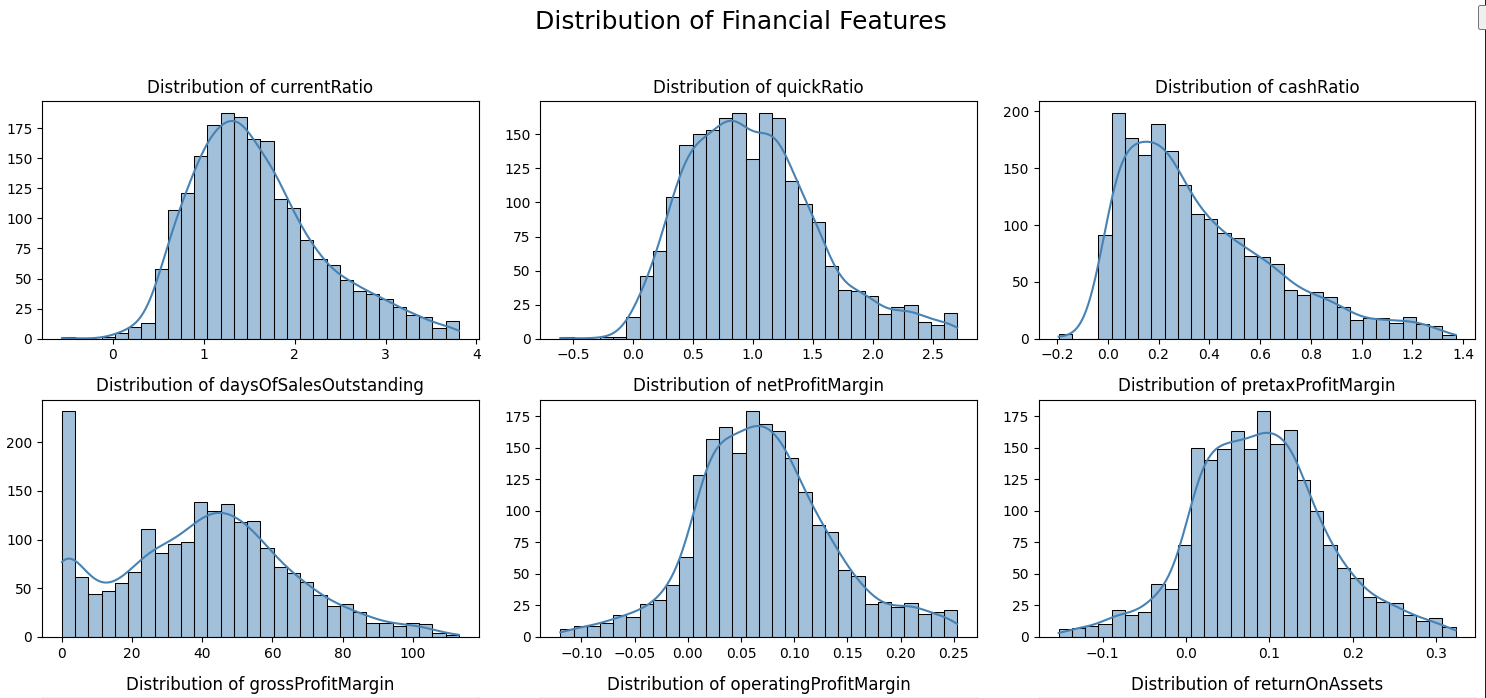 Distribution of Financial Features
Distribution of currentRatio
175
150
125
100
75
50
25
0
0 1 2 3 4
Distribution of quickRatio
150
125
100
75
50
25
0
−0.5 0.0 0.5 1.0 1.5 2.0 2.5
Distribution of cashRatio
200
150
100
50
0
−0.2 0.0 0.2 0.4 0.6 0.8 1.0 1.2 1.4
Distribution of daysOfSalesOutstanding
200
150
100
50
0
0 20 40 60 80 100
Distribution of netProfitMargin
175
150
125
100
75
50
25
0
−0.10 −0.05 0.00 0.05 0.10 0.15 0.20 0.25
Distribution of pretaxProfitMargin
175
150
125
100
75
50
25
0
−0.1 0.0 0.1 0.2 0.3
Distribution of grossProfitMargin
Distribution of operatingProfitMargin
Distribution of returnOnAssets